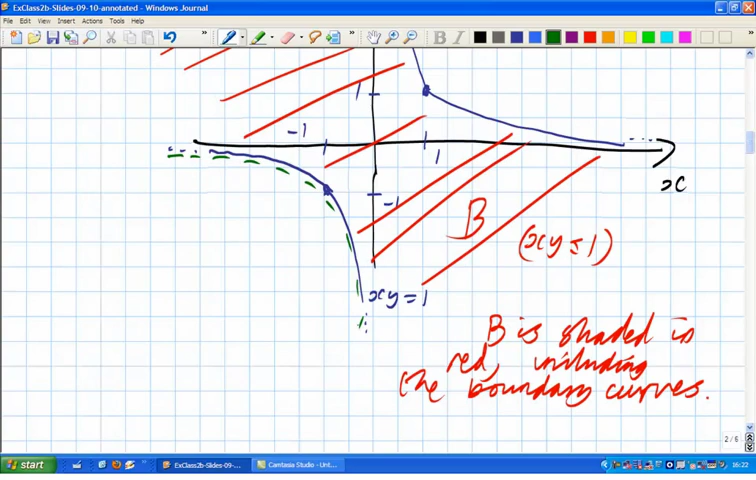 ExClass2b-Slides-09-10-annotated - Windows Journal
File Edit View Insert Actions Tools Help
B I
1
-1
1
1
-1
x
B
(xy ≤ 1)
xy = 1
B is shaded in
red, including
the boundary curves.
2 / 6
start
ExClass2b-Slides-09-...
Camtasia Studio - Unt...
16:22